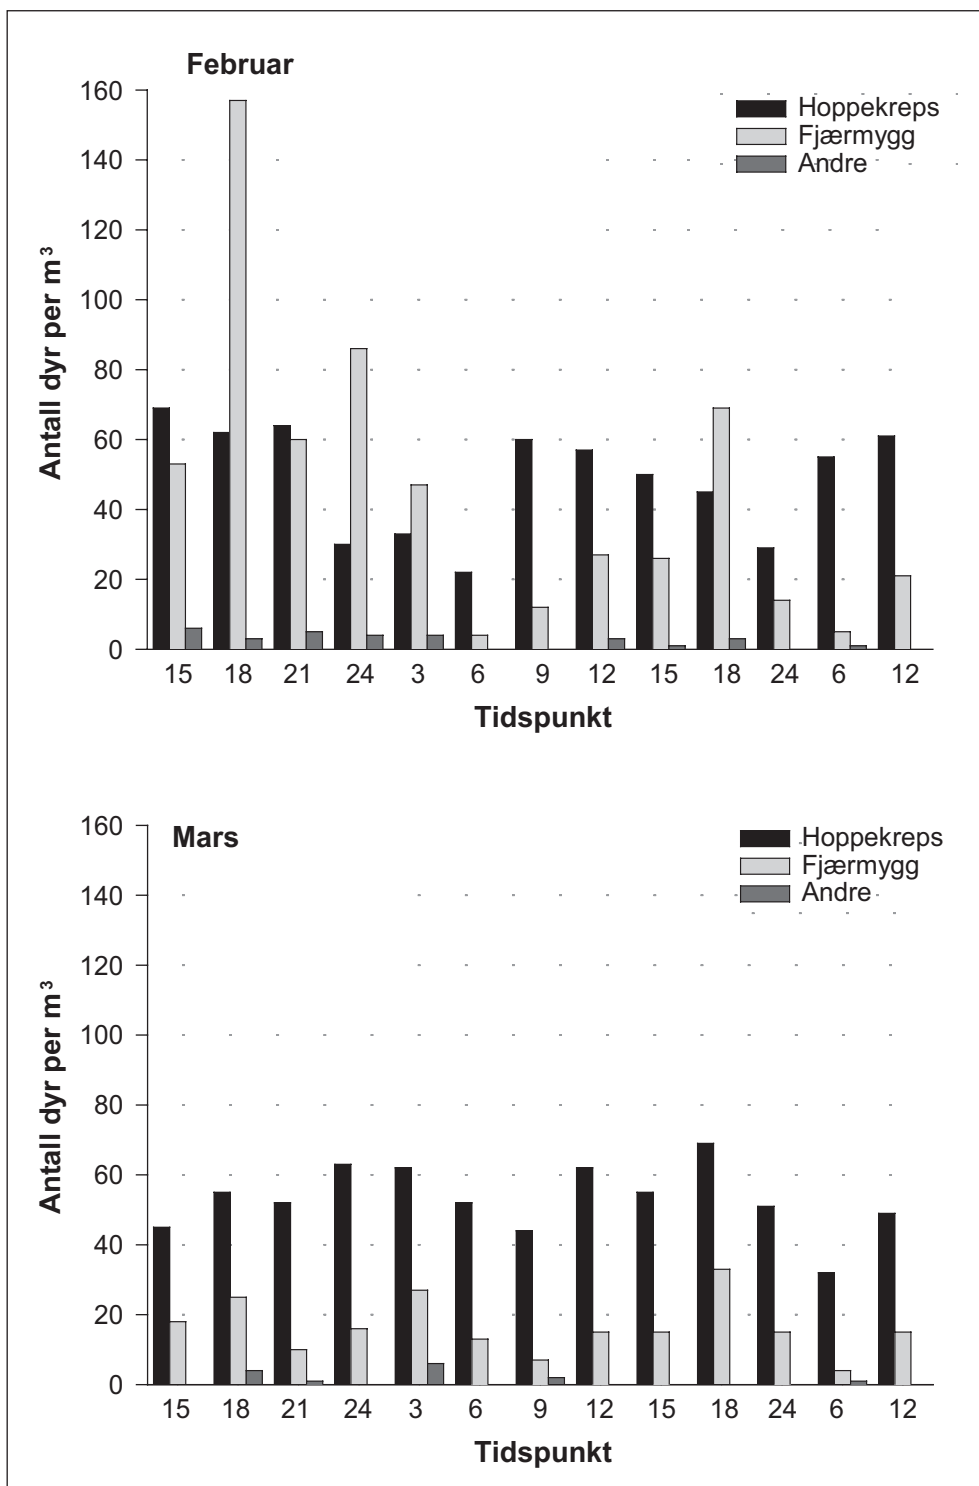 Februar
160
140
120
100
80
60
40
20
0
Antall dyr per m³
Hoppekreps
Fjærmygg
Andre
15 18 21 24 3 6 9 12 15 18 24 6 12
Tidspunkt
Mars
160
140
120
100
80
60
40
20
0
Antall dyr per m³
Hoppekreps
Fjærmygg
Andre
15 18 21 24 3 6 9 12 15 18 24 6 12
Tidspunkt